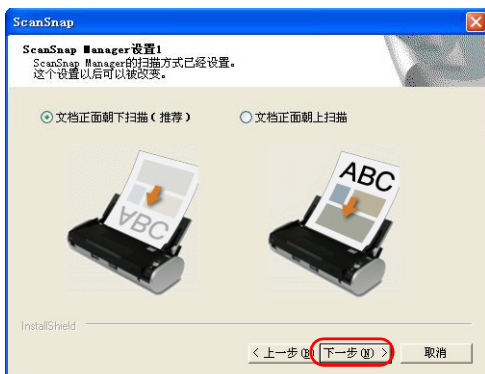 ScanSnap
ScanSnap Manager设置1
ScanSnap Manager的扫描方式已经设置。
这个设置以后可以被改变。
文档正面朝下扫描（推荐） 文档正面朝上扫描
ABC ABC
InstallShield
< 上一步(B) 下一步(N) > 取消